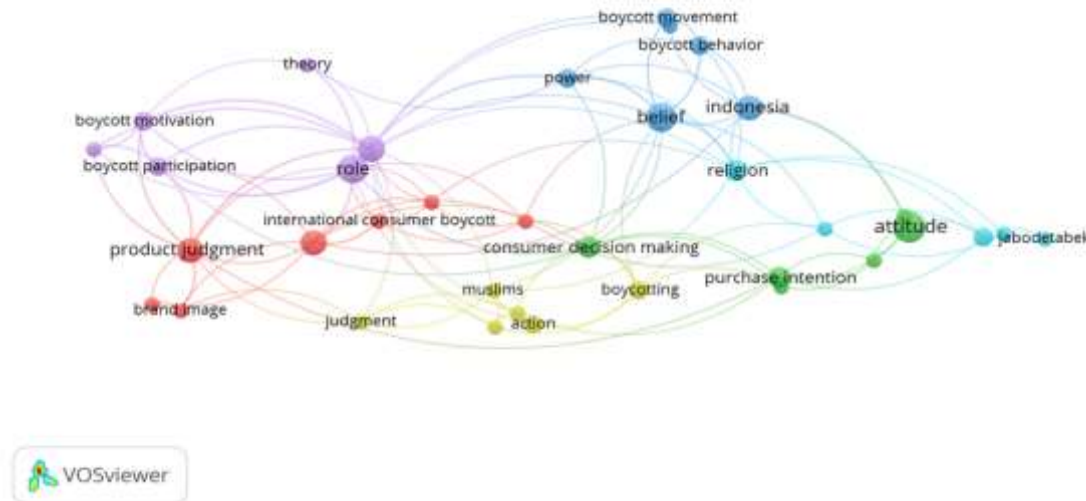 boycott movement
boycott behavior
theory
power
indonesia
belief
boycott motivation
boycott participation
role
religion
international consumer boycott
attitude
jabodetabek
product judgment
consumer decision making
purchase intention
muslims
boycotting
brand image
judgment
action
VOSviewer